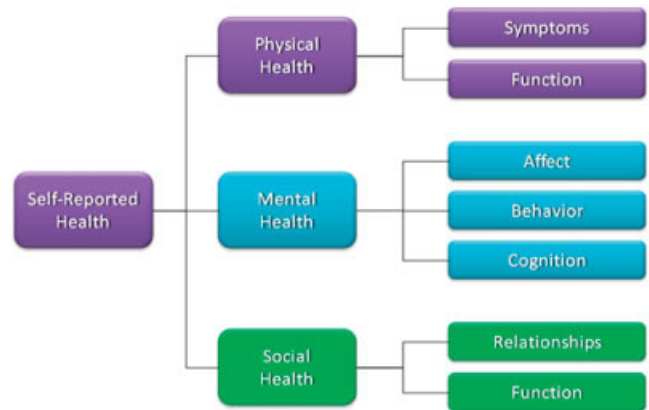 Physical
Health
Symptoms
Function
Self-Reported
Health
Mental
Health
Affect
Behavior
Cognition
Social
Health
Relationships
Function